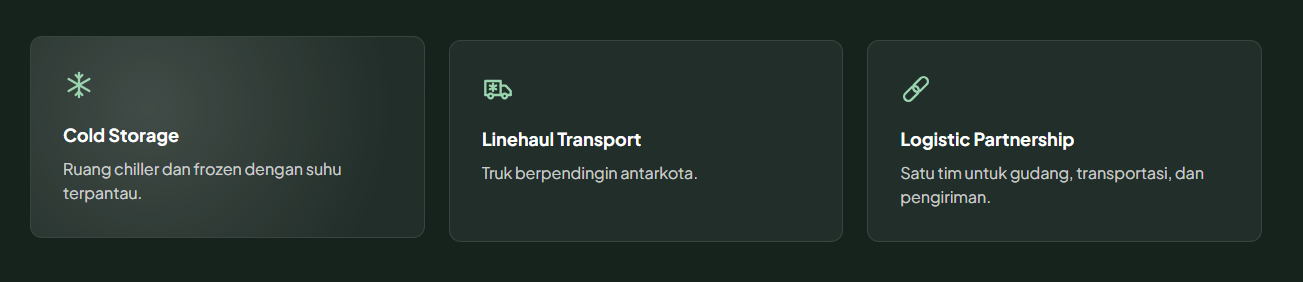 Cold Storage
Ruang chiller dan frozen dengan suhu
terpantau.
Linehaul Transport
Truk berpendingin antarkota.
Logistic Partnership
Satu tim untuk gudang, transportasi, dan
pengiriman.